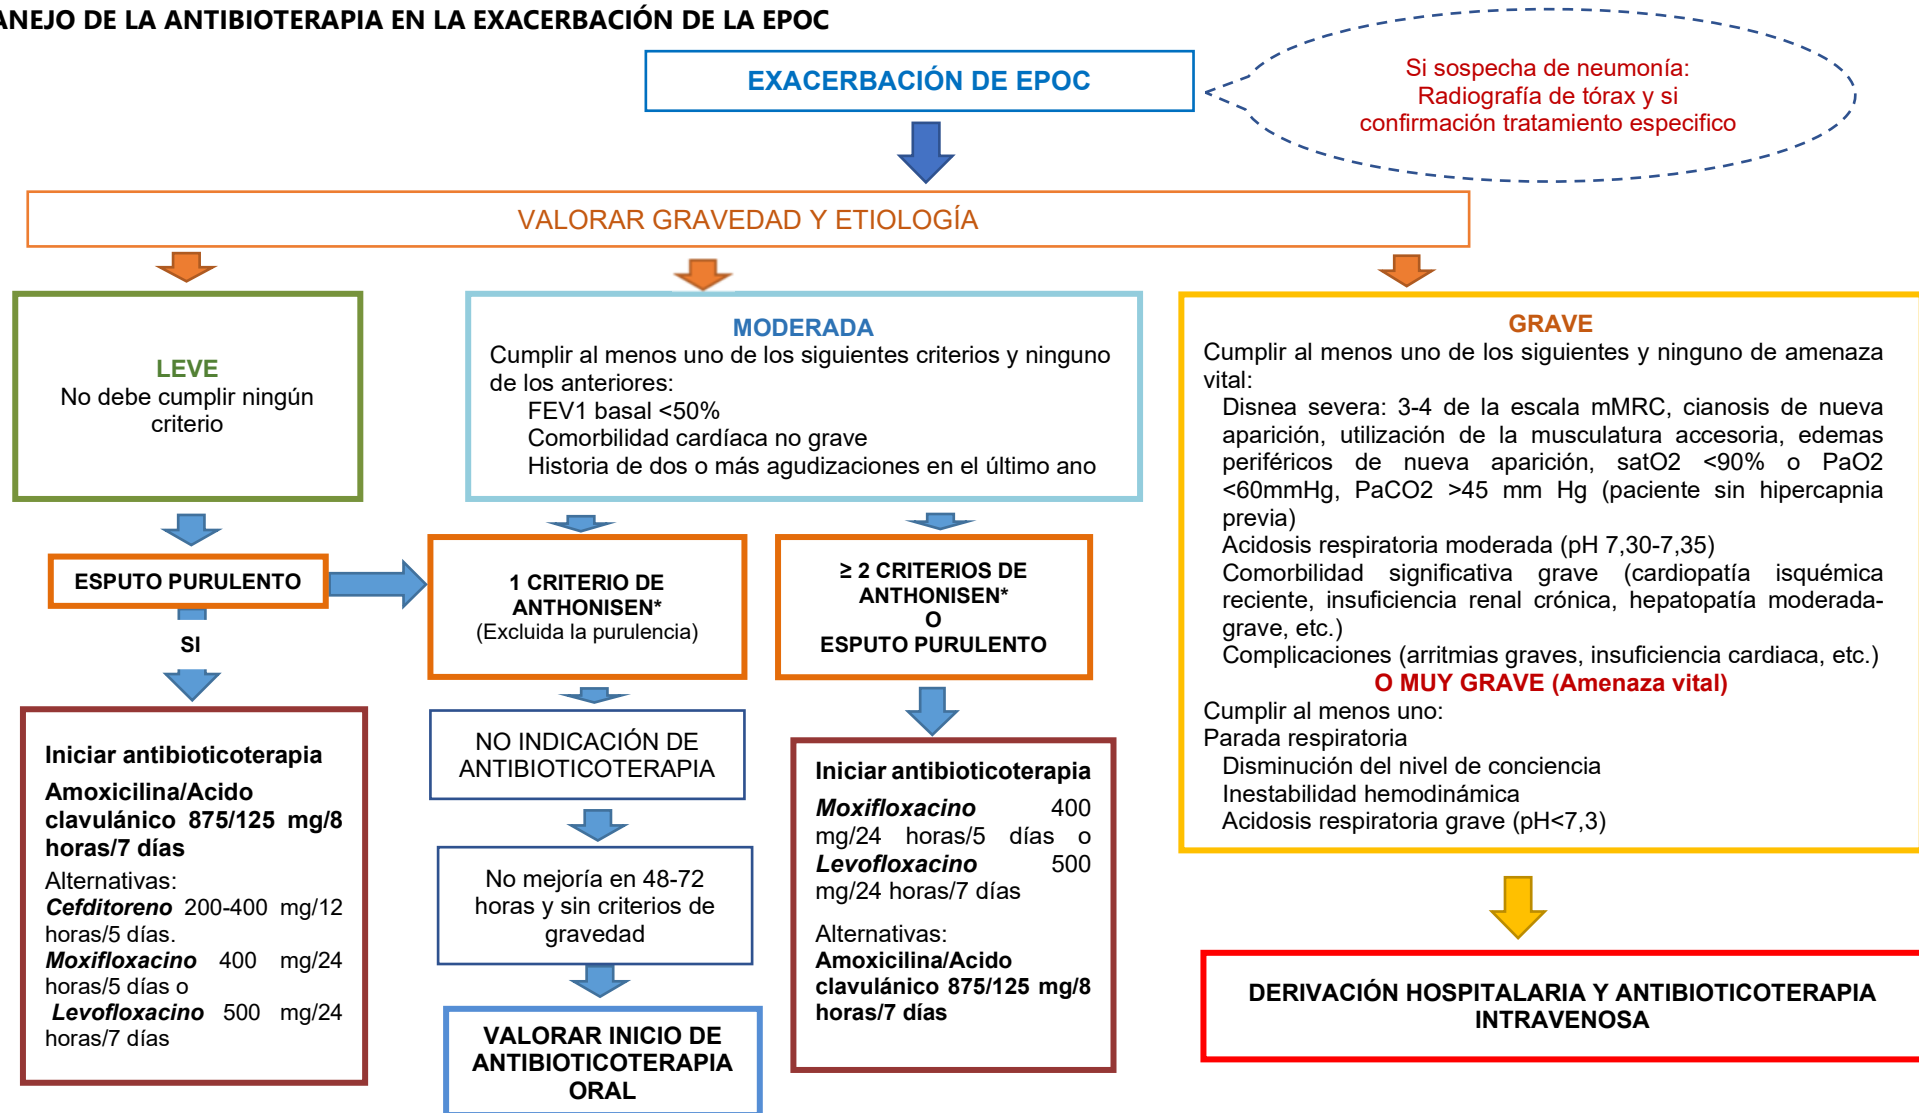 ANEJO DE LA ANTIBIOTERAPIA EN LA EXACERBACIÓN DE LA EPOC
EXACERBACIÓN DE EPOC
Si sospecha de neumonía:
Radiografía de tórax y si
confirmación tratamiento especifico
VALORAR GRAVEDAD Y ETIOLOGÍA
LEVE
No debe cumplir ningún
criterio
MODERADA
Cumplir al menos uno de los siguientes criterios y ninguno
de los anteriores:
FEV1 basal <50%
Comorbilidad cardíaca no grave
Historia de dos o más agudizaciones en el último ano
GRAVE
Cumplir al menos uno de los siguientes y ninguno de amenaza
vital:
Disnea severa: 3-4 de la escala mMRC, cianosis de nueva
aparición, utilización de la musculatura accesoria, edemas
periféricos de nueva aparición, satO2 <90% o PaO2
<60mmHg, PaCO2 >45 mm Hg (paciente sin hipercapnia
previa)
Acidosis respiratoria moderada (pH 7,30-7,35)
Comorbilidad significativa grave (cardiopatía isquémica
reciente, insuficiencia renal crónica, hepatopatía moderada-
grave, etc.)
Complicaciones (arritmias graves, insuficiencia cardiaca, etc.)
O MUY GRAVE (Amenaza vital)
Cumplir al menos uno:
Parada respiratoria
Disminución del nivel de conciencia
Inestabilidad hemodinámica
Acidosis respiratoria grave (pH<7,3)
ESPUTO PURULENTO
SI
1 CRITERIO DE
ANTHONISEN*
(Excluida la purulencia)
≥ 2 CRITERIOS DE
ANTHONISEN*
O
ESPUTO PURULENTO
Iniciar antibioticoterapia
Amoxicilina/Acido
clavulánico 875/125 mg/8
horas/7 días
Alternativas:
Cefditoreno 200-400 mg/12
horas/5 días.
Moxifloxacino 400 mg/24
horas/5 días o
Levofloxacino 500 mg/24
horas/7 días
NO INDICACIÓN DE
ANTIBIOTICOTERAPIA
No mejoría en 48-72
horas y sin criterios de
gravedad
VALORAR INICIO DE
ANTIBIOTICOTERAPIA
ORAL
Iniciar antibioticoterapia
Moxifloxacino 400
mg/24 horas/5 días o
Levofloxacino 500
mg/24 horas/7 días
Alternativas:
Amoxicilina/Acido
clavulánico 875/125 mg/8
horas/7 días
DERIVACIÓN HOSPITALARIA Y ANTIBIOTICOTERAPIA
INTRAVENOSA